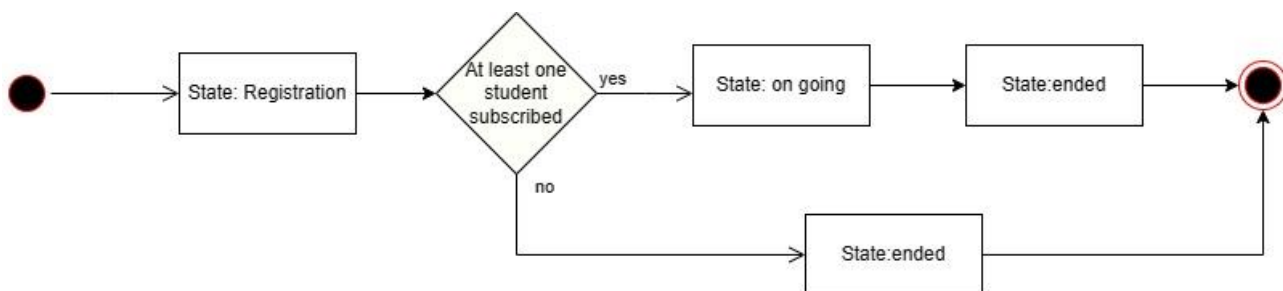 State: Registration
At least one
student
subscribed
yes
State: on going
State:ended
no
State:ended